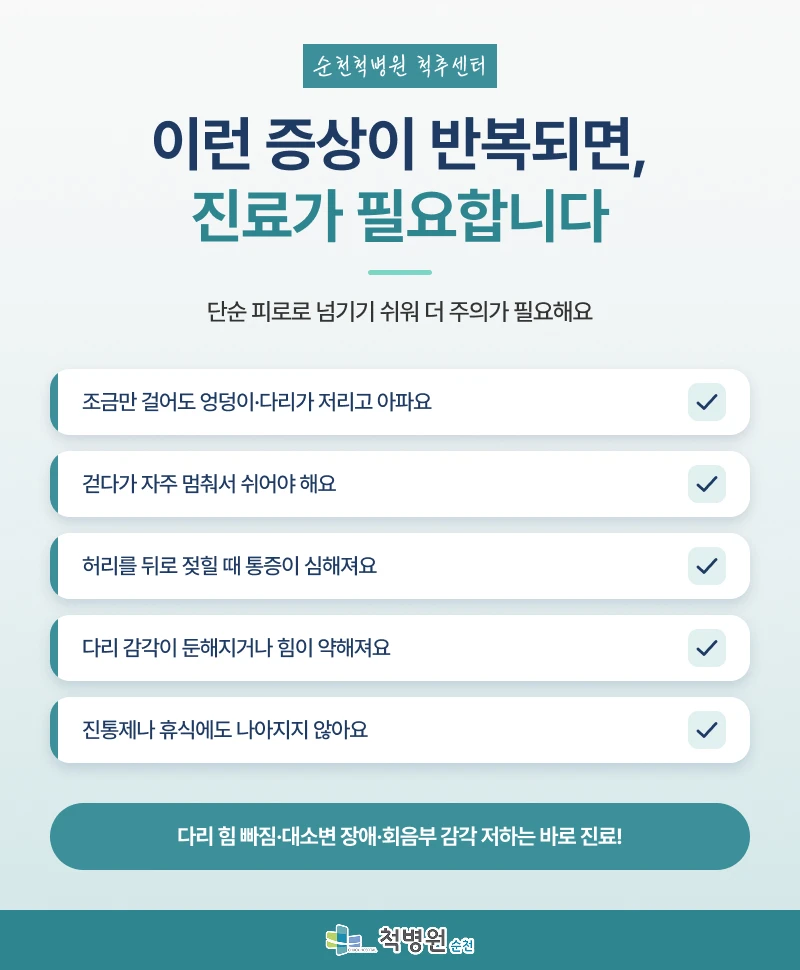 순천척병원 척추센터
이런 증상이 반복되면,
진료가 필요합니다
단순 피로로 넘기기 쉬워 더 주의가 필요해요
조금만 걸어도 엉덩이·다리가 저리고 아파요
걷다가 자주 멈춰서 쉬어야 해요
허리를 뒤로 젖힐 때 통증이 심해져요
다리 감각이 둔해지거나 힘이 약해져요
진통제나 휴식에도 나아지지 않아요
다리 힘 빠짐·대소변 장애·회음부 감각 저하는 바로 진료!
척병원 순천